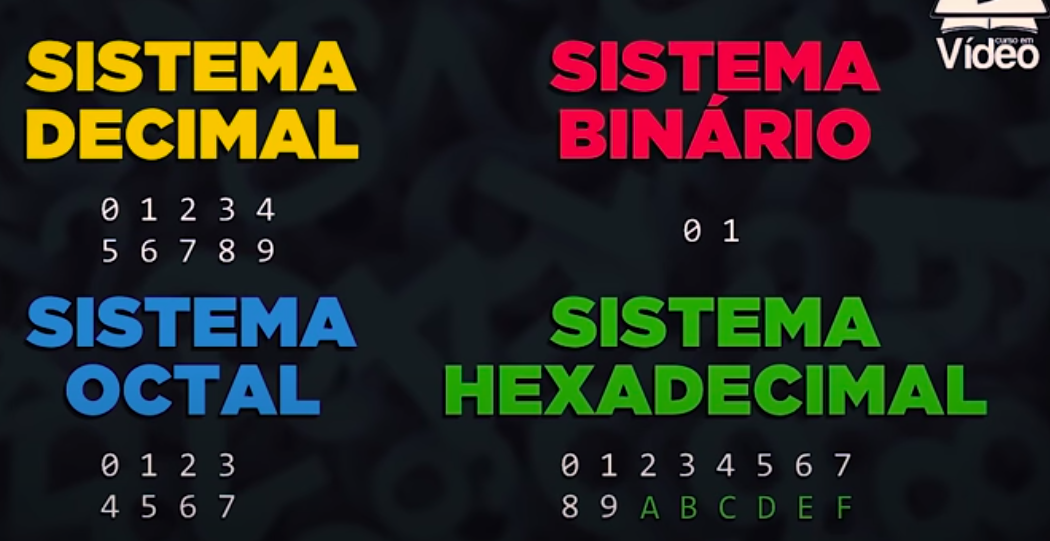 curso em
Vídeo
SISTEMA
DECIMAL
0 1 2 3 4
5 6 7 8 9
SISTEMA
BINÁRIO
0 1
SISTEMA
OCTAL
0 1 2 3
4 5 6 7
SISTEMA
HEXADECIMAL
0 1 2 3 4 5 6 7
8 9 A B C D E F